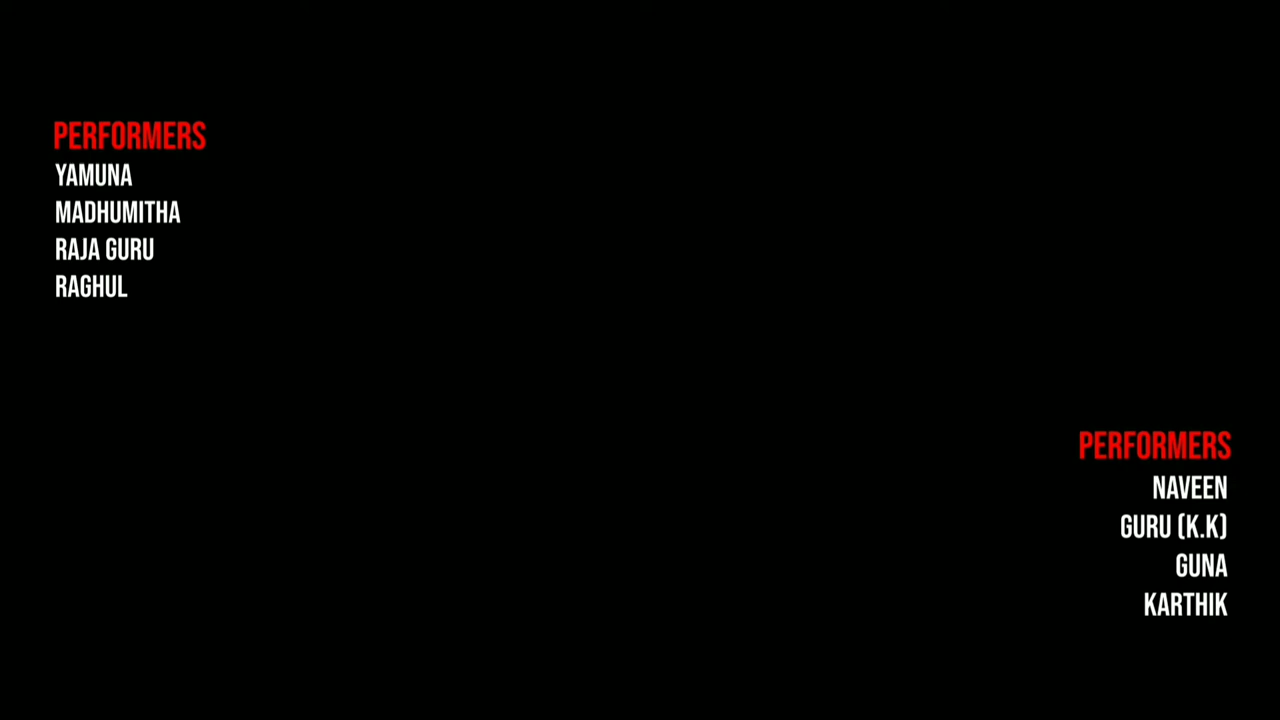 PERFORMERS
YAMUNA
MADHUMITHA
RAJA GURU
RAGHUL
PERFORMERS
NAVEEN
GURU (K.K)
GUNA
KARTHIK